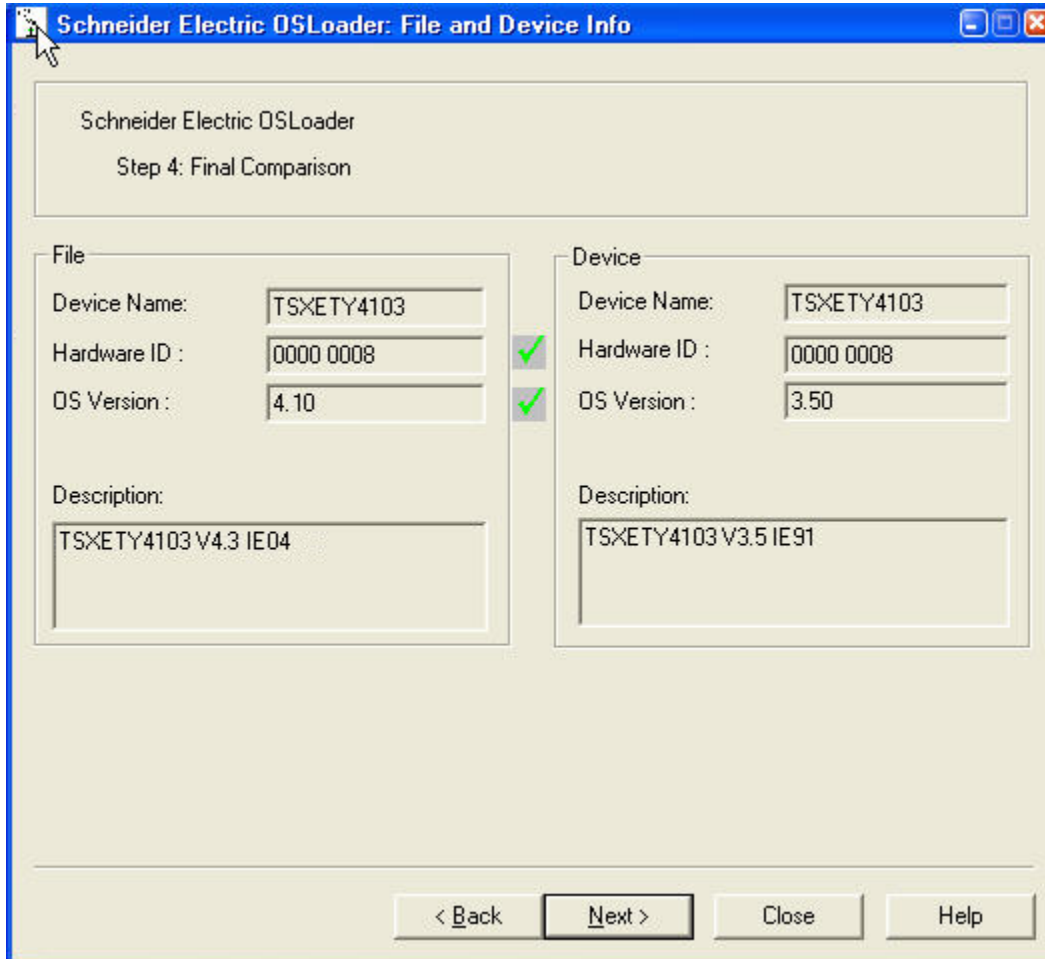 Schneider Electric OSLoader: File and Device Info
Schneider Electric OSLoader
Step 4: Final Comparison
File
Device Name: TSXETY4103
Hardware ID : 0000 0008
OS Version : 4.10
Description:
TSXETY4103 V4.3 IE04
Device
Device Name: TSXETY4103
Hardware ID : 0000 0008
OS Version : 3.50
Description:
TSXETY4103 V3.5 IE91
< Back Next > Close Help